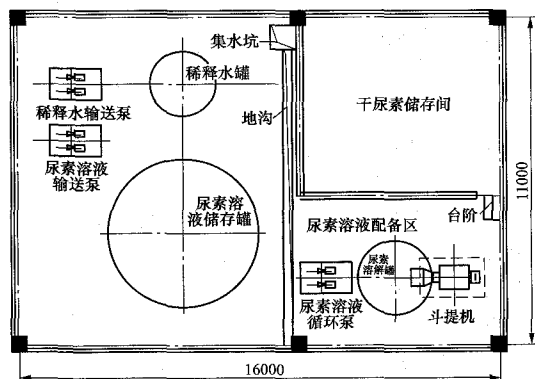 集水坑
稀释水罐
稀释水输送泵
地沟
干尿素储存间
尿素溶液
输送泵
尿素溶
液储存罐
台阶
尿素溶液配备区
尿素
溶解罐
尿素溶液
循环泵
斗提机
11000
16000